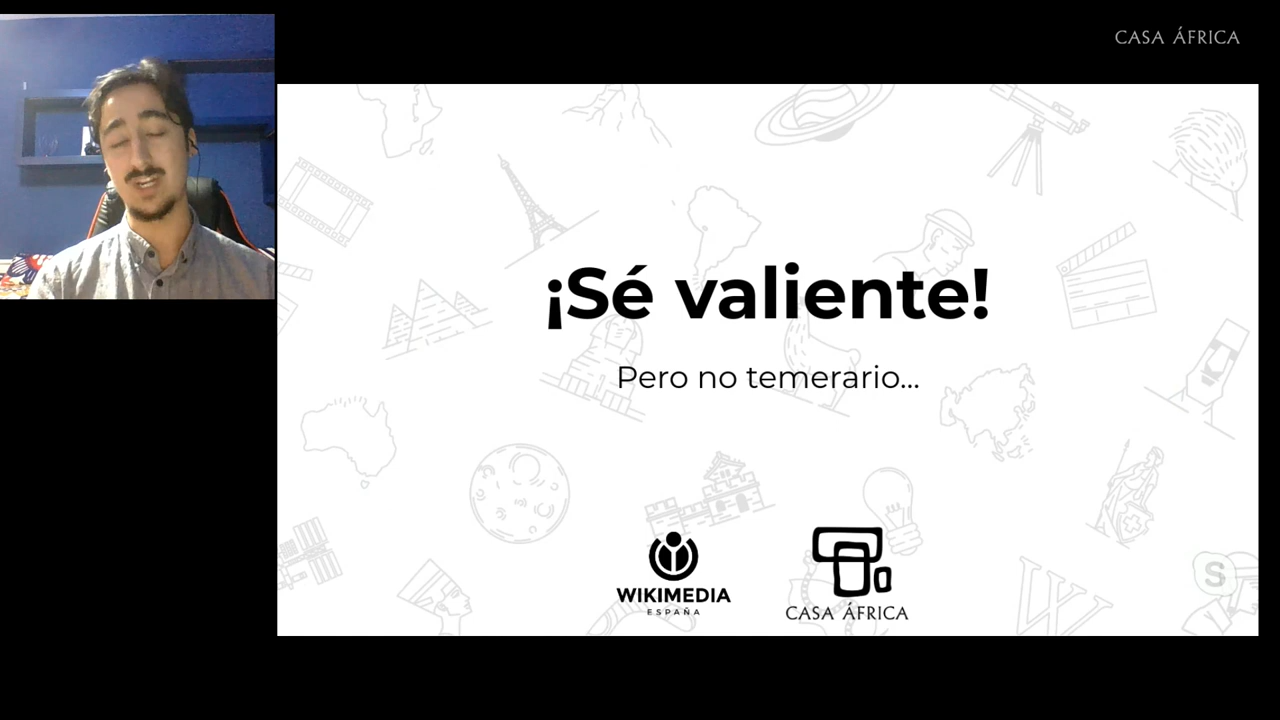 CASA ÁFRICA
¡Sé valiente!
Pero no temerario...
WIKIMEDIA
ESPAÑA
CASA ÁFRICA